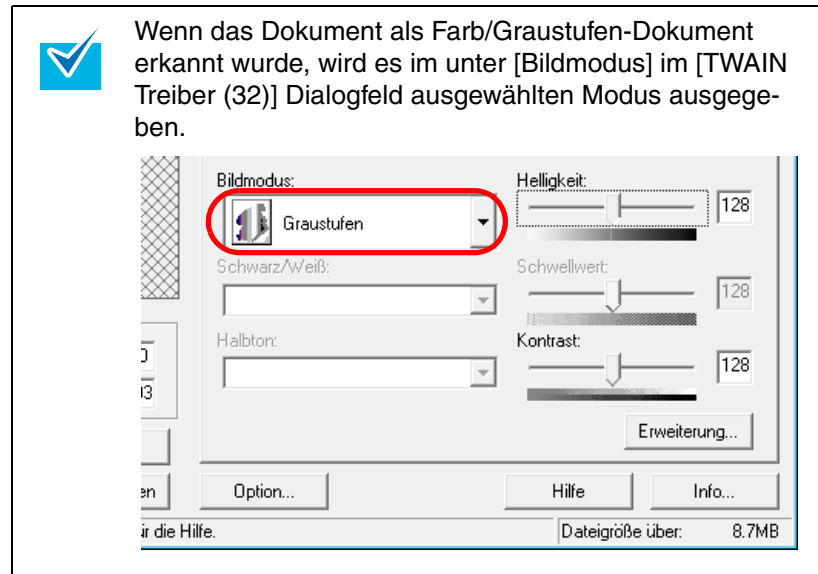 Wenn das Dokument als Farb/Graustufen-Dokument
erkannt wurde, wird es im unter [Bildmodus] im [TWAIN
Treiber (32)] Dialogfeld ausgewählten Modus ausgege-
ben.
Bildmodus:
Graustufen
Helligkeit:
128
Schwarz/Weiß:
Schwellwert:
128
Halbton:
Kontrast:
128
Erweiterung...
en
Option...
Hilfe
Info...
ür die Hilfe.
Dateigröße über:
8.7MB